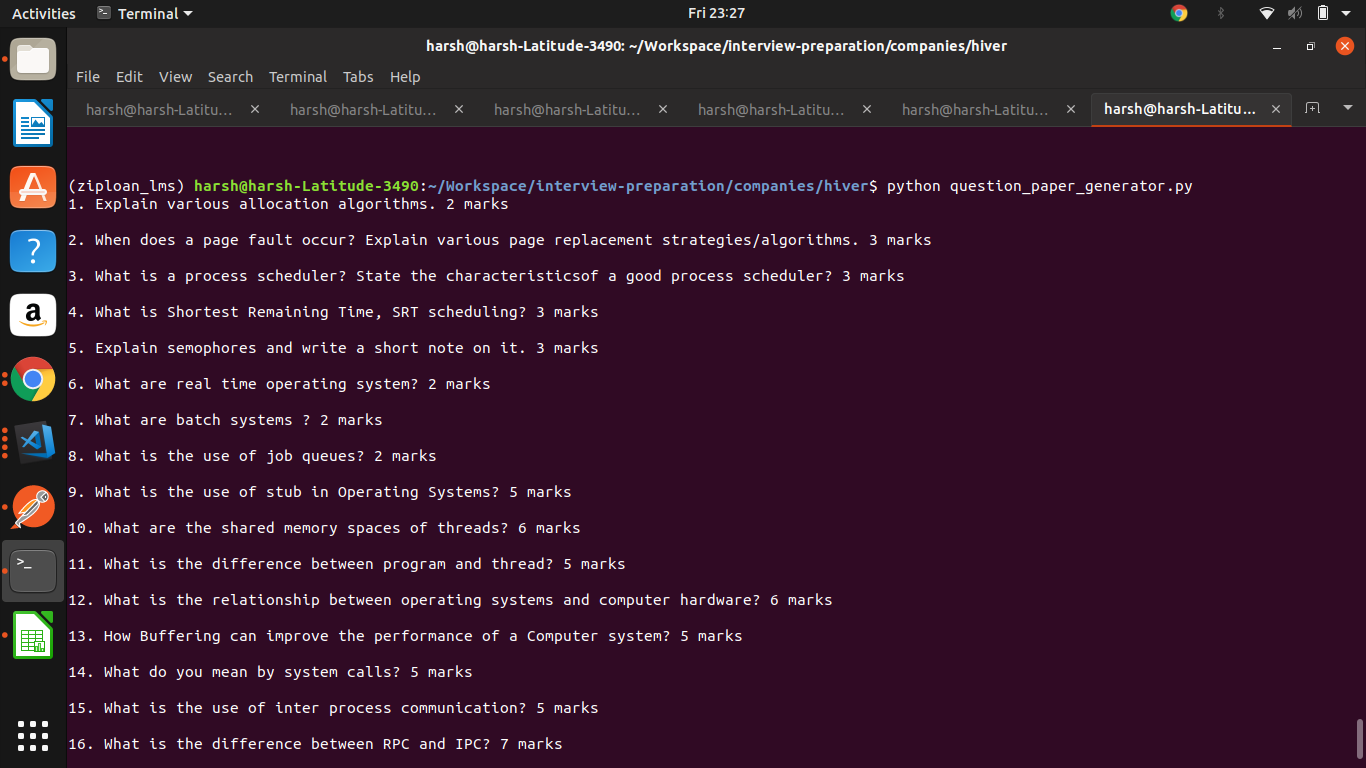 Activities Terminal Fri 23:27
harsh@harsh-Latitude-3490: ~/Workspace/interview-preparation/companies/hiver
File Edit View Search Terminal Tabs Help
harsh@harsh-Latitu... harsh@harsh-Latitu... harsh@harsh-Latitu... harsh@harsh-Latitu... harsh@harsh-Latitu... harsh@harsh-Latitu...
(ziploan_lms) harsh@harsh-Latitude-3490:~/Workspace/interview-preparation/companies/hiver$ python question_paper_generator.py
1. Explain various allocation algorithms. 2 marks
2. When does a page fault occur? Explain various page replacement strategies/algorithms. 3 marks
3. What is a process scheduler? State the characteristicsof a good process scheduler? 3 marks
4. What is Shortest Remaining Time, SRT scheduling? 3 marks
5. Explain semophores and write a short note on it. 3 marks
6. What are real time operating system? 2 marks
7. What are batch systems ? 2 marks
8. What is the use of job queues? 2 marks
9. What is the use of stub in Operating Systems? 5 marks
10. What are the shared memory spaces of threads? 6 marks
11. What is the difference between program and thread? 5 marks
12. What is the relationship between operating systems and computer hardware? 6 marks
13. How Buffering can improve the performance of a Computer system? 5 marks
14. What do you mean by system calls? 5 marks
15. What is the use of inter process communication? 5 marks
16. What is the difference between RPC and IPC? 7 marks